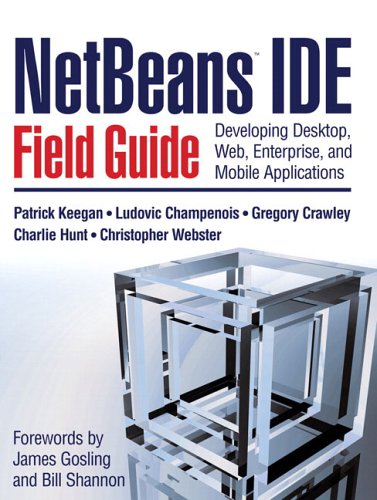 NetBeans™ IDE
Field Guide
Developing Desktop,
Web, Enterprise, and
Mobile Applications
Patrick Keegan • Ludovic Champenois • Gregory Crawley
Charlie Hunt • Christopher Webster
Forewords by
James Gosling
and Bill Shannon